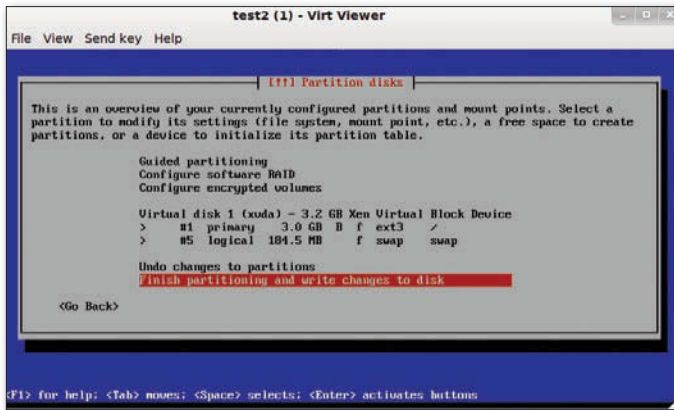 test2 (1) - Virt Viewer
File View Send key Help
[!!] Partition disks
This is an overview of your currently configured partitions and mount points. Select a
partition to modify its settings (file system, mount point, etc.), a free space to create
partitions, or a device to initialize its partition table.
Guided partitioning
Configure software RAID
Configure encrypted volumes
Virtual disk 1 (xvda) - 3.2 GB Xen Virtual Block Device
> #1 primary 3.0 GB B f ext3 /
> #5 logical 184.5 MB f swap swap
Undo changes to partitions
Finish partitioning and write changes to disk
<Go Back>
<F1> for help; <Tab> moves; <Space> selects; <Enter> activates buttons